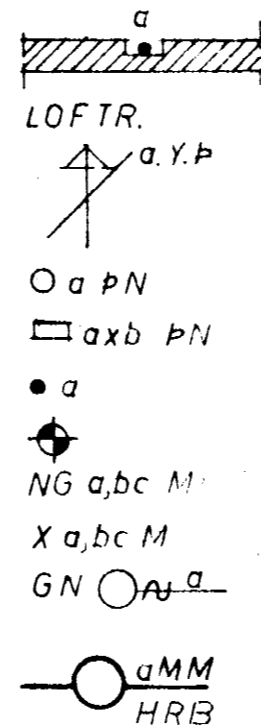 a
LOFTR.
a.Y.Þ
a ÞN
axb ÞN
a
NG a,bc M
X a,bc M
GN a
aMM
HRB